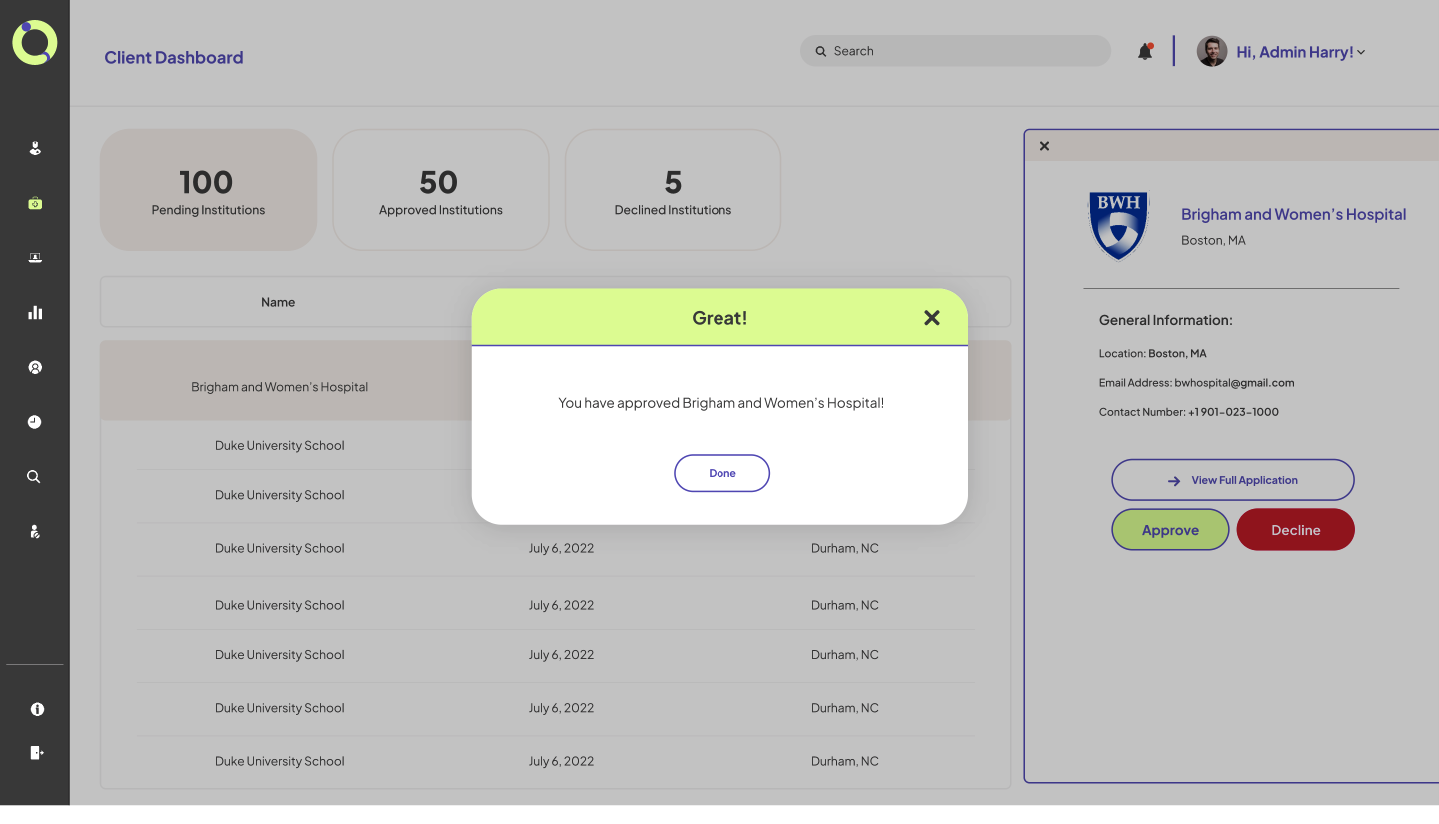 Client Dashboard
Search
Hi, Admin Harry!
100
Pending Institutions
50
Approved Institutions
5
Declined Institutions
Name
Brigham and Women's Hospital
Duke University School
Duke University School
Duke University School July 6, 2022 Durham, NC
Duke University School July 6, 2022 Durham, NC
Duke University School July 6, 2022 Durham, NC
Duke University School July 6, 2022 Durham, NC
Duke University School July 6, 2022 Durham, NC
Great!
You have approved Brigham and Women's Hospital!
Done
BWH
Brigham and Women's Hospital
Boston, MA
General Information:
Location: Boston, MA
Email Address: bwhospital@gmail.com
Contact Number: +1 901-023-1000
View Full Application
Approve
Decline